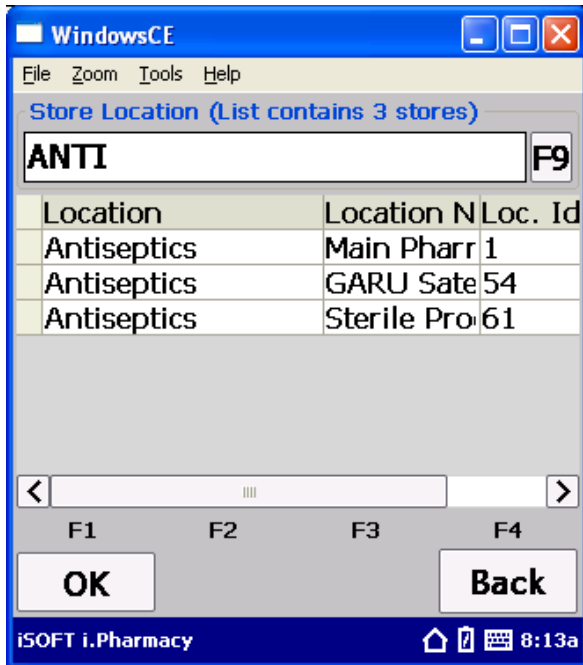 WindowsCE
File Zoom Tools Help
Store Location (List contains 3 stores)
ANTI F9
Location Location N Loc. Id
Antiseptics Main Pharr 1
Antiseptics GARU Sate 54
Antiseptics Sterile Pro 61
F1 F2 F3 F4
OK Back
iSOFT i.Pharmacy 8:13a